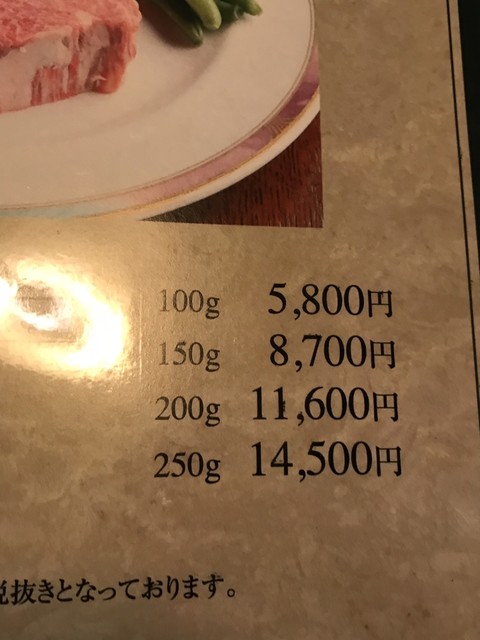 100g 5,800円
150g 8,700円
200g 11,600円
250g 14,500円
税抜きとなっております。